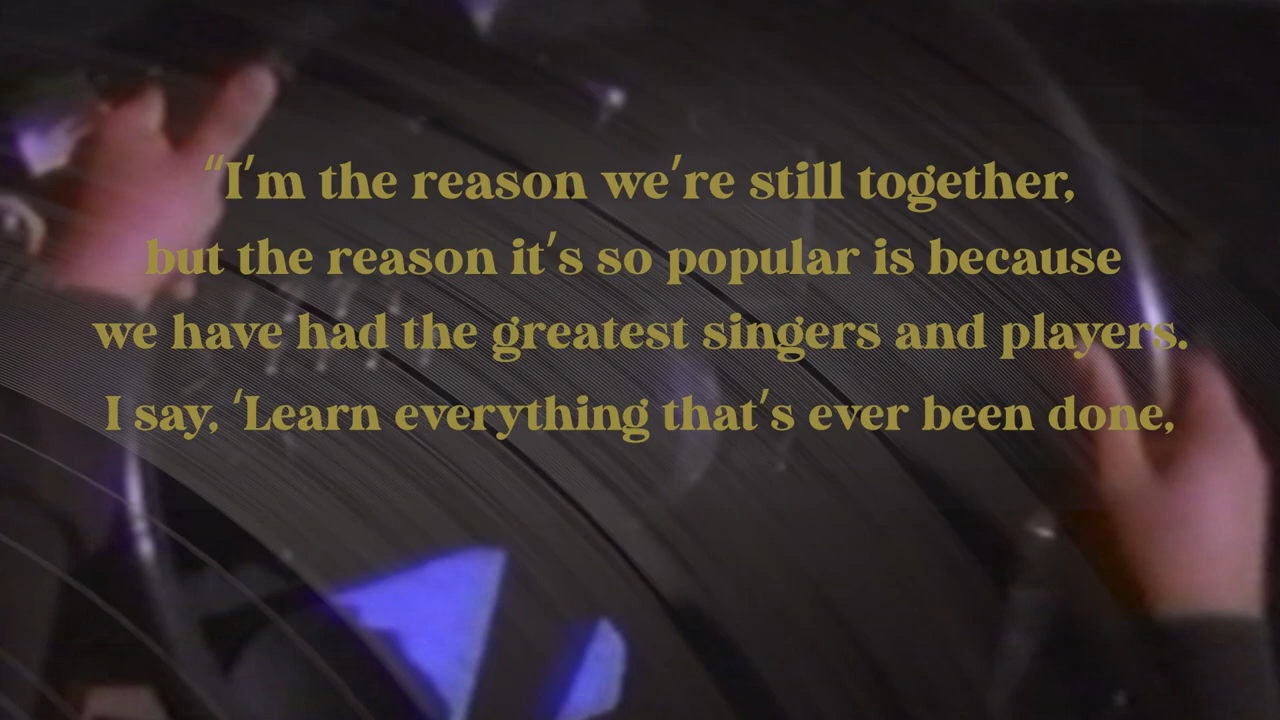 “I'm the reason we're still together,
but the reason it's so popular is because
we have had the greatest singers and players.
I say, ‘Learn everything that's ever been done,